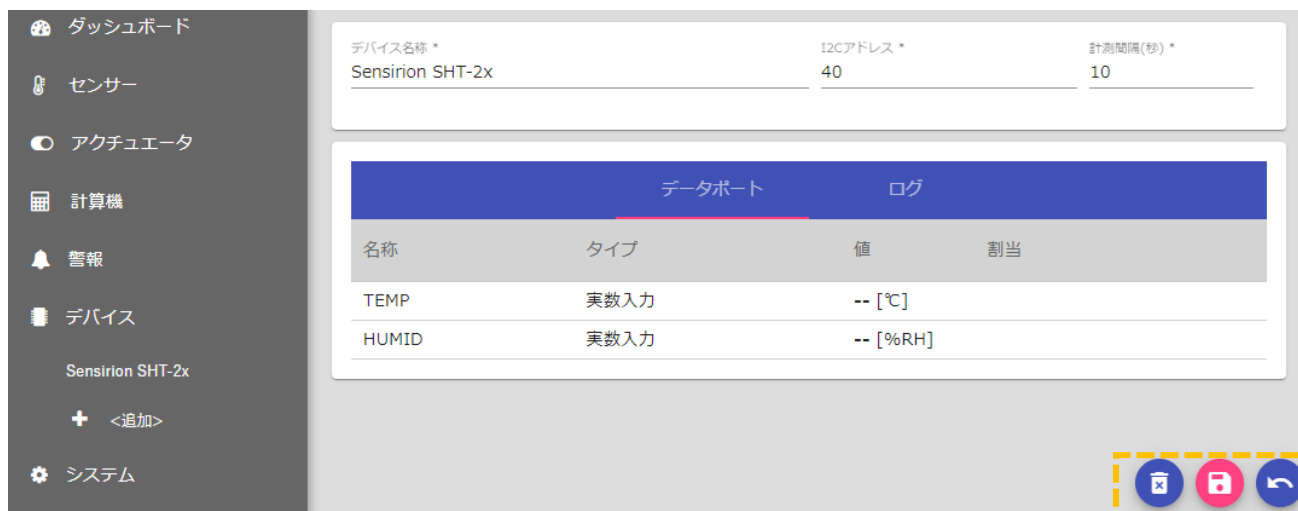 ダッシュボード
センサー
アクチュエータ
計算機
警報
デバイス
Sensirion SHT-2x
<追加>
システム
デバイス名称 * I2Cアドレス * 計測間隔(秒) *
Sensirion SHT-2x 40 10
データポート ログ
名称 タイプ 値 割当
TEMP 実数入力 -- [℃]
HUMID 実数入力 -- [%RH]